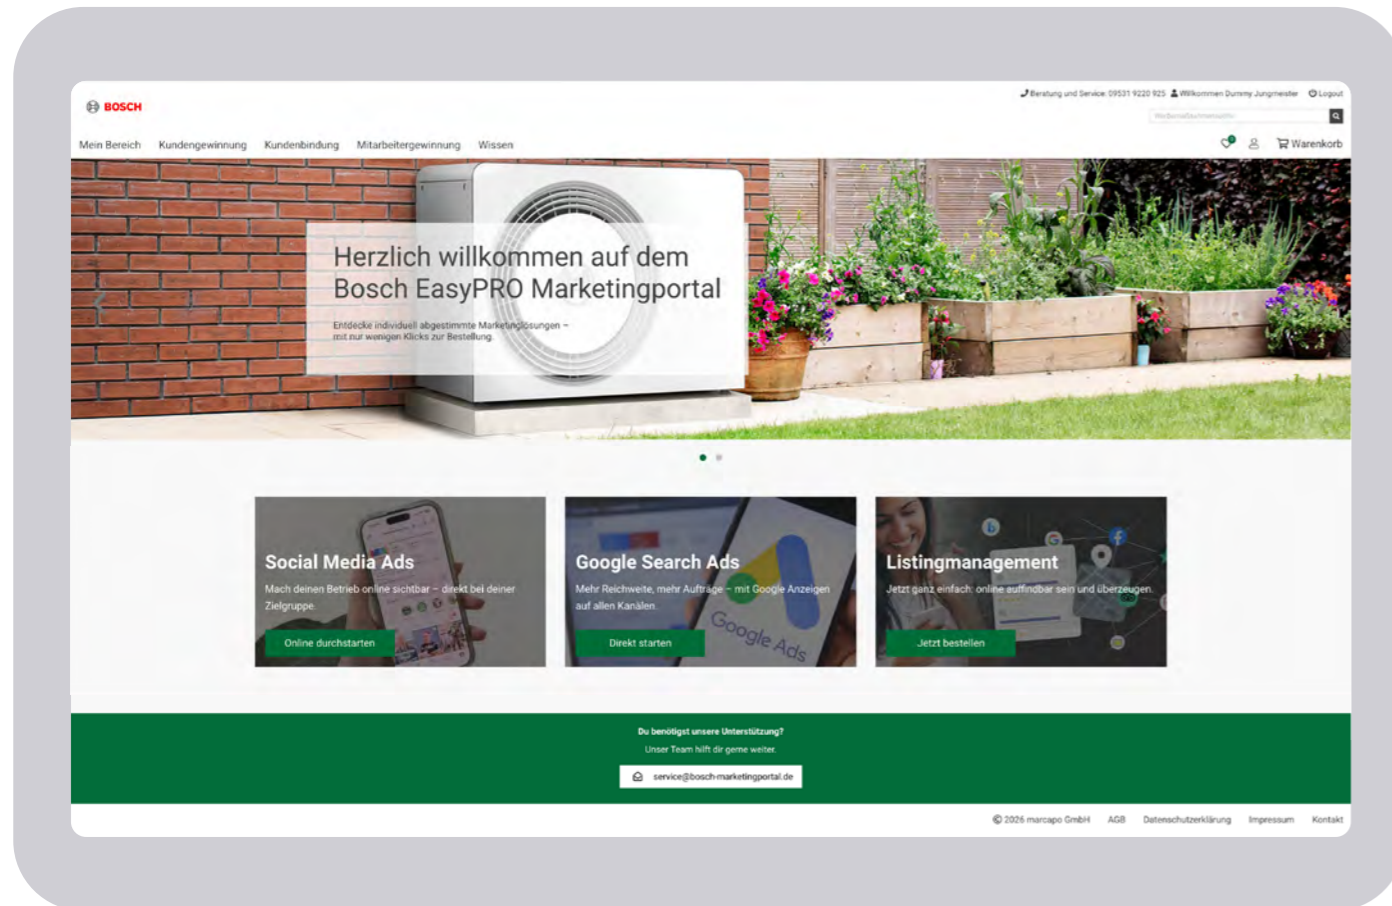 BOSCH
Beratung und Service: 09531 9220 925 Willkommen Dummy Jungmeister Logout
Mein Bereich Kundengewinnung Kundenbindung Mitarbeitergewinnung Wissen
0
Warenkorb
Herzlich willkommen auf dem
Bosch EasyPRO Marketingportal
Entdecke individuell abgestimmte Marketinglösungen –
mit nur wenigen Klicks zur Bestellung.
Social Media Ads
Mach deinen Betrieb online sichtbar – direkt bei deiner
Zielgruppe.
Online durchstarten
Google Search Ads
Mehr Reichweite, mehr Aufträge – mit Google Anzeigen
auf allen Kanälen.
Google Ads
Direkt starten
Listingmanagement
Jetzt ganz einfach: online auffindbar sein und überzeugen.
Jetzt bestellen
Du benötigst unsere Unterstützung?
Unser Team hilft dir gerne weiter.
service@bosch-marketingportal.de
© 2026 marcapo GmbH AGB Datenschutzerklärung Impressum Kontakt